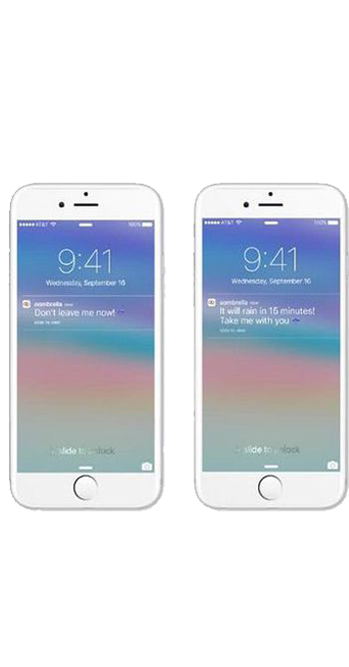 AT&T 100%
9:41
Wednesday, September 16
oombrella now
Don't leave me now!
slide to view
slide to unlock
AT&T 100%
9:41
Wednesday, September 16
oombrella now
It will rain in 15 minutes!
Take me with you
slide to view
slide to unlock